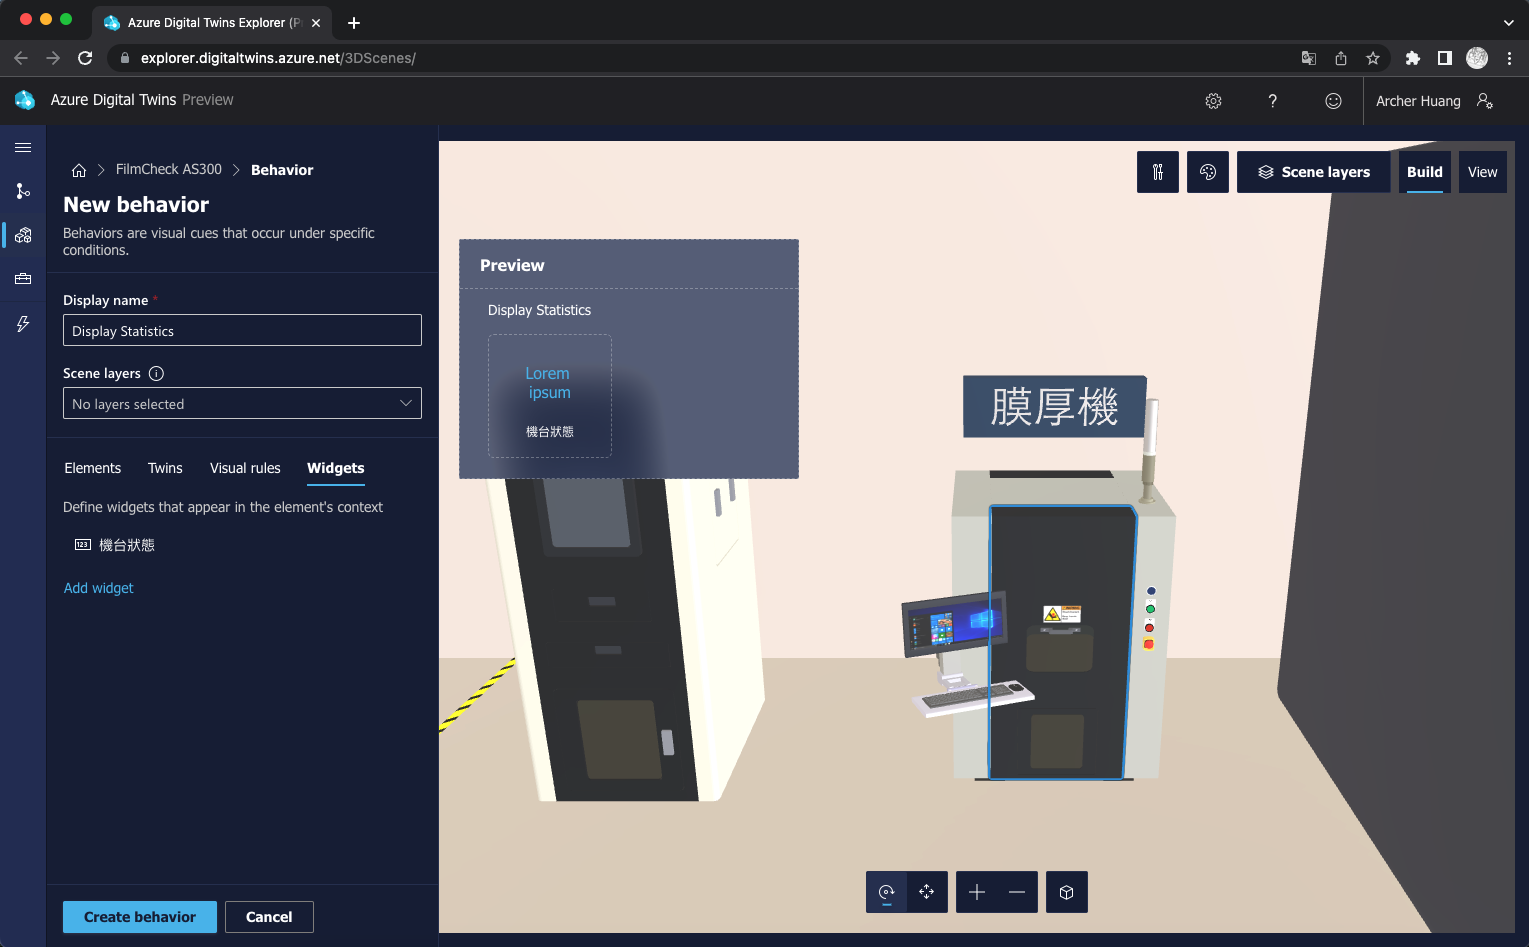 Azure Digital Twins Explorer (P
explorer.digitaltwins.azure.net/3DScenes/
Azure Digital Twins Preview
?
Archer Huang
FilmCheck AS300
Behavior
New behavior
Behaviors are visual cues that occur under specific
conditions.
Display name *
Display Statistics
Scene layers
No layers selected
Elements
Twins
Visual rules
Widgets
Define widgets that appear in the element's context
123 機台狀態
Add widget
Create behavior
Cancel
Scene layers
Build
View
Preview
Display Statistics
Lorem
ipsum
機台狀態
膜厚機